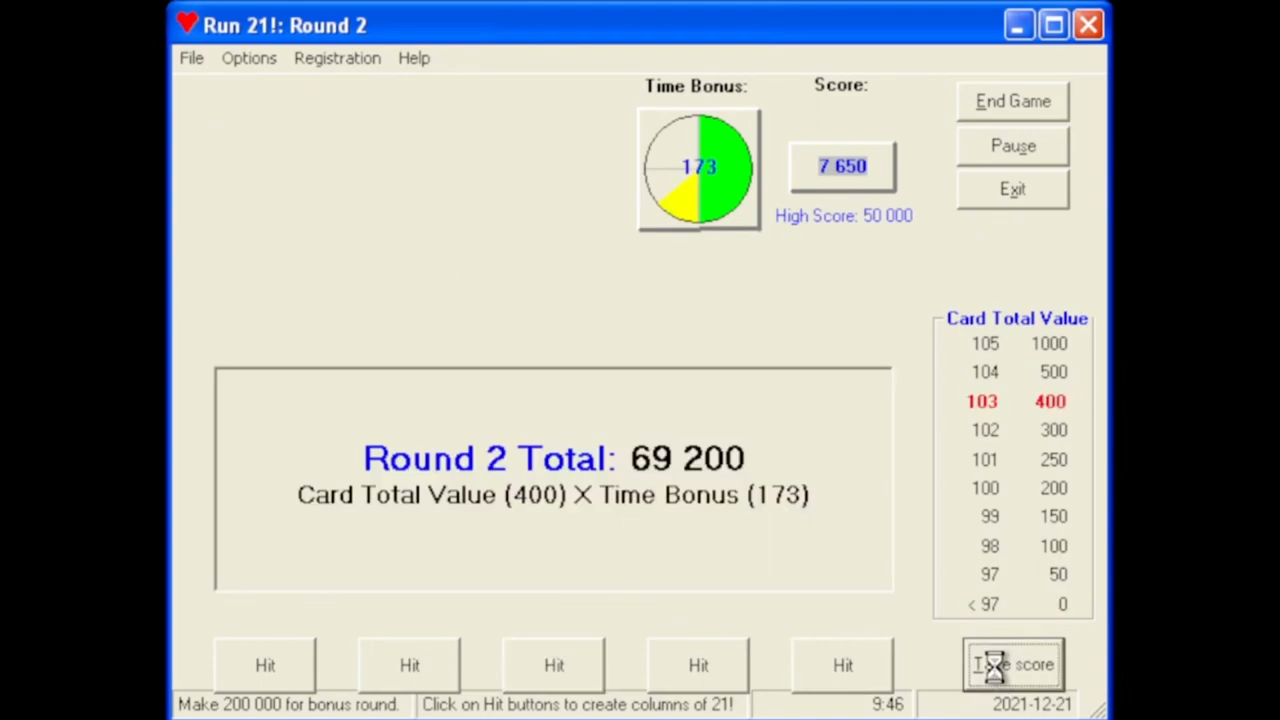 Run 21!: Round 2
File Options Registration Help
Time Bonus:
Score:
173
7 650
High Score: 50 000
End Game
Pause
Exit
Card Total Value
105 1000
104 500
103 400
102 300
101 250
100 200
99 150
98 100
97 50
< 97 0
Round 2 Total: 69 200
Card Total Value (400) X Time Bonus (173)
Hit Hit Hit Hit Hit
score
Make 200 000 for bonus round. Click on Hit buttons to create columns of 21! 9:46 2021-12-21